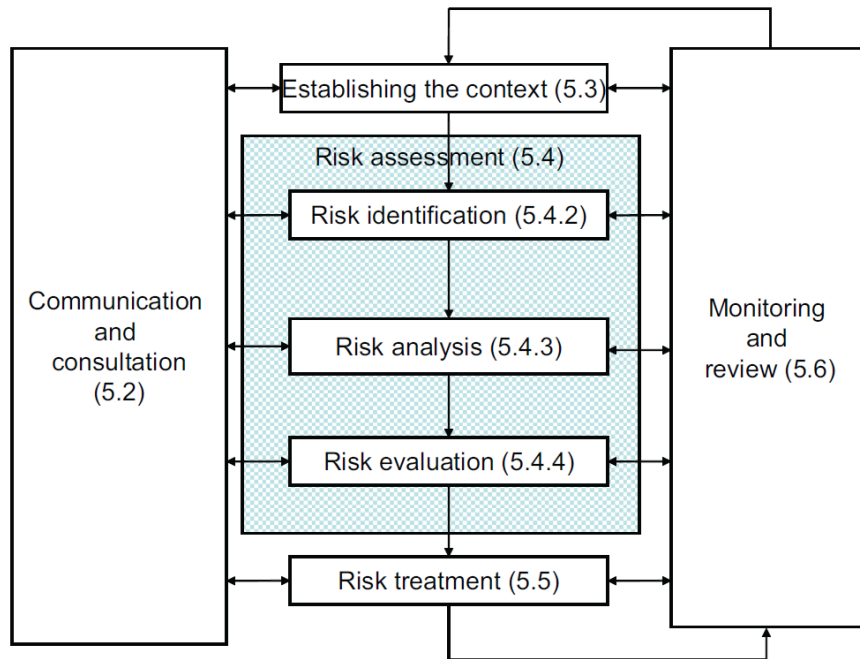 Establishing the context (5.3)
Risk assessment (5.4)
Risk identification (5.4.2)
Risk analysis (5.4.3)
Risk evaluation (5.4.4)
Risk treatment (5.5)
Communication
and
consultation
(5.2)
Monitoring
and
review (5.6)